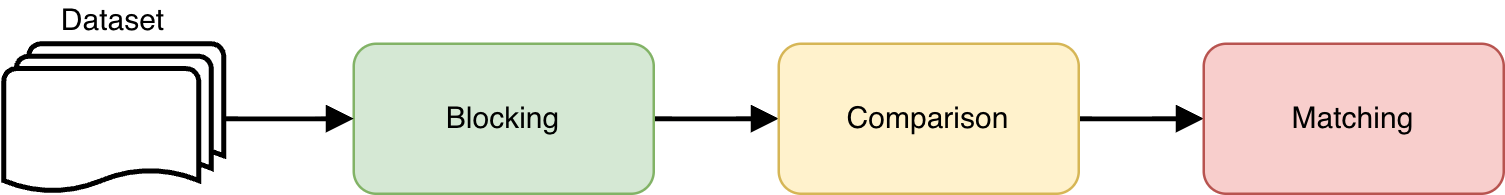 Dataset
Blocking
Comparison
Matching